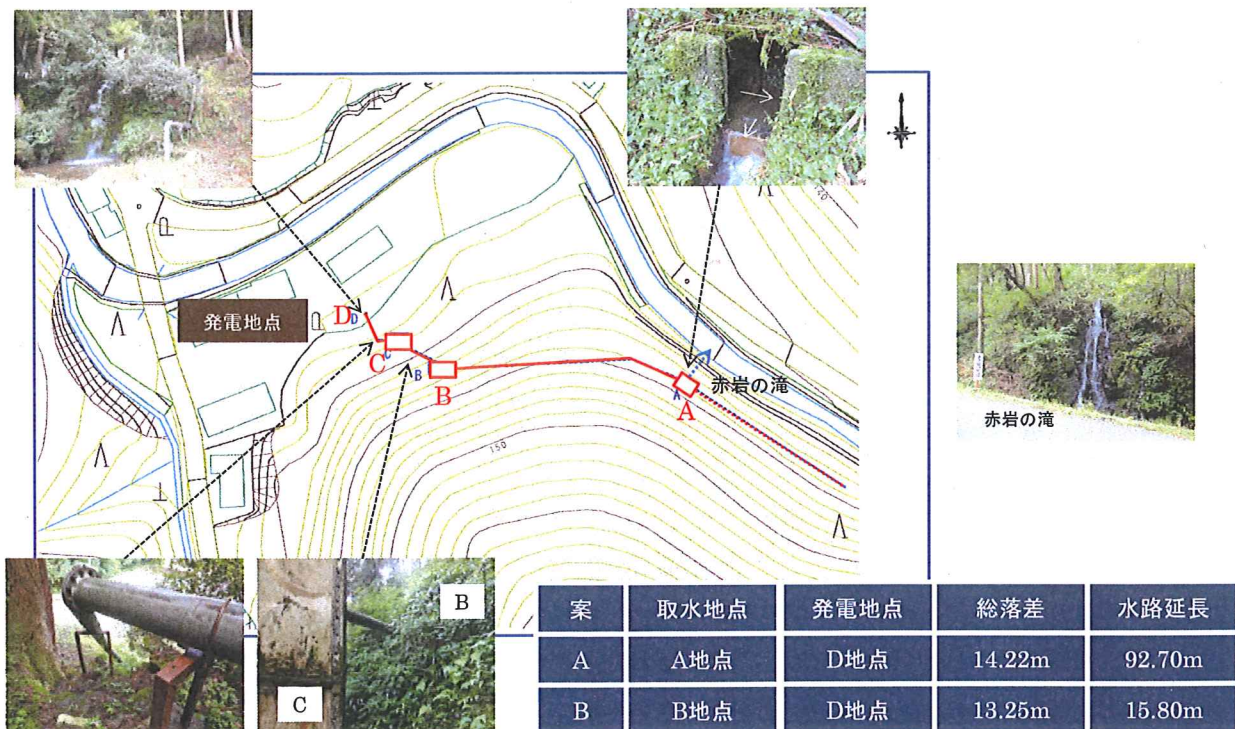 発電地点
D
D
C
C
B
B
A
A
赤岩の滝
150
赤岩の滝
B
C
案 取水地点 発電地点 総落差 水路延長
A A地点 D地点 14.22m 92.70m
B B地点 D地点 13.25m 15.80m